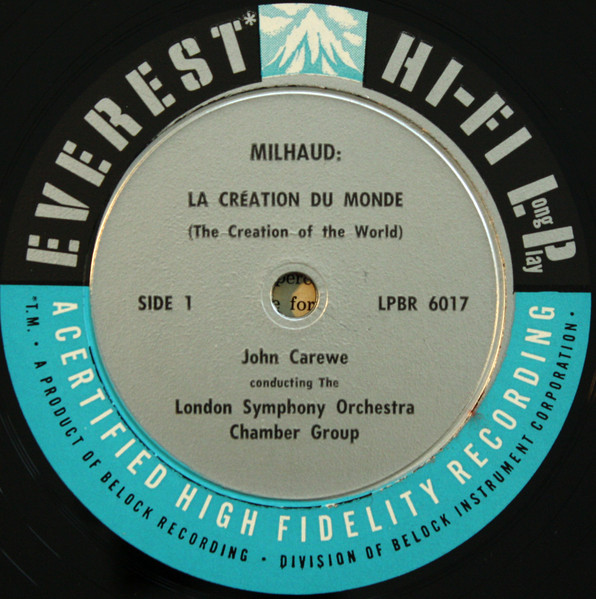 EVEREST*
HI-FI Long Play
MILHAUD:
LA CRÉATION DU MONDE
(The Creation of the World)
SIDE 1
LPBR 6017
e for
John Carewe
conducting The
London Symphony Orchestra
Chamber Group
A CERTIFIED HIGH FIDELITY RECORDING
*T.M. • A PRODUCT OF BELOCK RECORDING • DIVISION OF BELOCK INSTRUMENT CORPORATION •